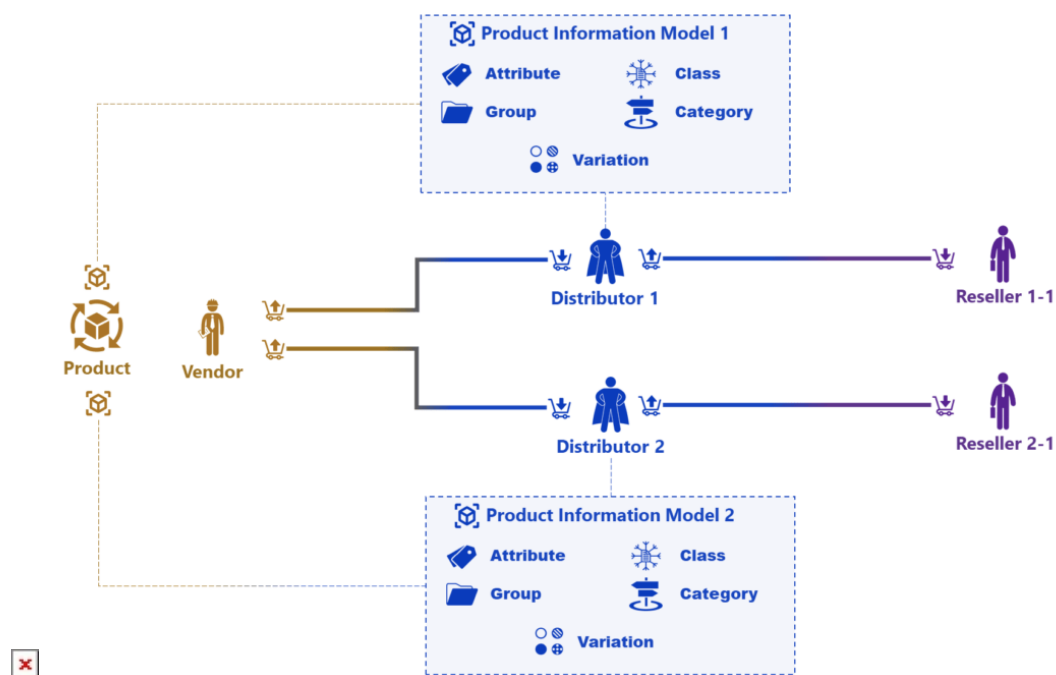 Product Information Model 1
Attribute
Class
Group
Category
Variation
Distributor 1
Reseller 1-1
Product
Vendor
Distributor 2
Reseller 2-1
Product Information Model 2
Attribute
Class
Group
Category
Variation